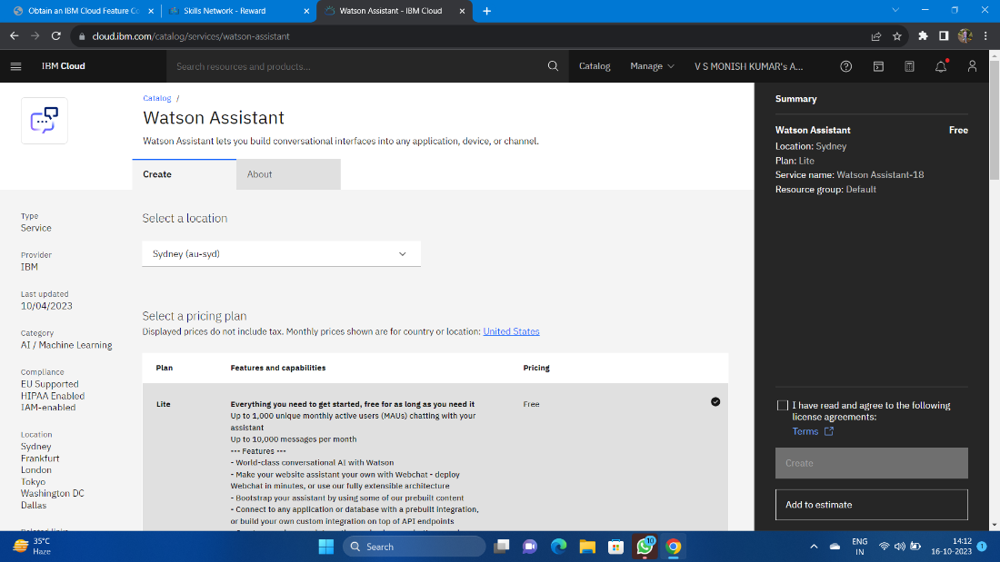 Obtain an IBM Cloud Feature Co
Skills Network - Reward
Watson Assistant - IBM Cloud
cloud.ibm.com/catalog/services/watson-assistant
IBM Cloud
Search resources and products...
Catalog
Manage
V S MONISH KUMAR's A...
Catalog /
Watson Assistant
Watson Assistant lets you build conversational interfaces into any application, device, or channel.
Create
About
Type
Service
Provider
IBM
Last updated
10/04/2023
Category
AI / Machine Learning
Compliance
EU Supported
HIPAA Enabled
IAM-enabled
Location
Sydney
Frankfurt
London
Tokyo
Washington DC
Dallas
Select a location
Sydney (au-syd)
Select a pricing plan
Displayed prices do not include tax. Monthly prices shown are for country or location: United States
Plan
Features and capabilities
Pricing
Lite
Everything you need to get started, free for as long as you need it
Free
Up to 1,000 unique monthly active users (MAUs) chatting with your
assistant
Up to 10,000 messages per month
--- Features ---
- World-class conversational AI with Watson
- Make your website assistant your own with Webchat - deploy
Webchat in minutes, or use our fully extensible architecture
- Bootstrap your assistant by using some of our prebuilt content
- Connect to any application or database with a prebuilt integration,
or build your own custom integration on top of API endpoints
Summary
Watson Assistant Free
Location: Sydney
Plan: Lite
Service name: Watson Assistant-18
Resource group: Default
I have read and agree to the following
license agreements:
Terms
Create
Add to estimate
35°C
Haze
Search
10
ENG
IN
14:12
16-10-2023
1